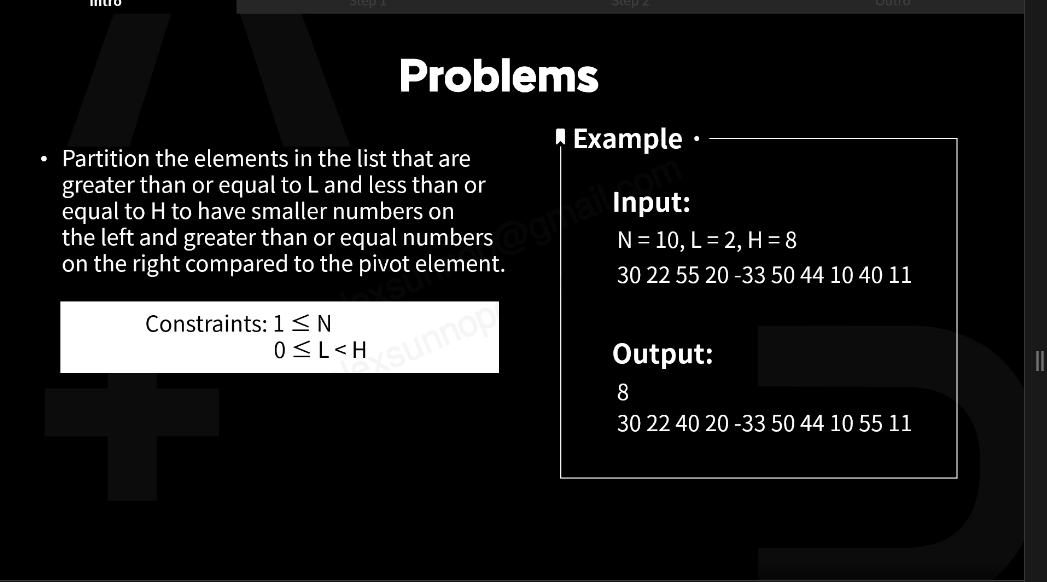 Intro Step 1 Step 2 Outro
Problems
• Partition the elements in the list that are
greater than or equal to L and less than or
equal to H to have smaller numbers on
the left and greater than or equal numbers
on the right compared to the pivot element.
Constraints: 1 ≤ N
0 ≤ L < H
Example
Input:
N = 10, L = 2, H = 8
30 22 55 20 -33 50 44 10 40 11
Output:
8
30 22 40 20 -33 50 44 10 55 11